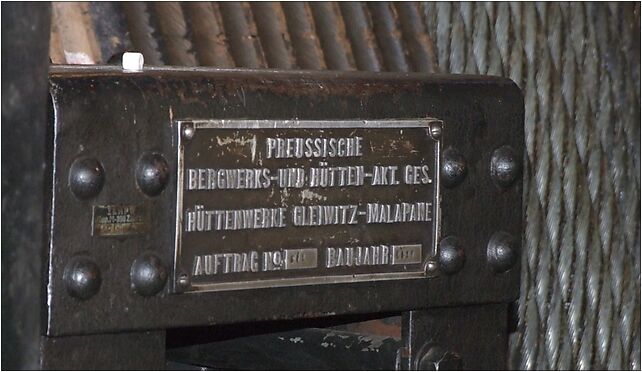 PREUSSISCHE
BERGWERKS-UND HÜTTEN-AKT. GES.
HÜTTENWERKE GLEIWITZ-MALAPANE
AUFTRAG No. BAUJAHR